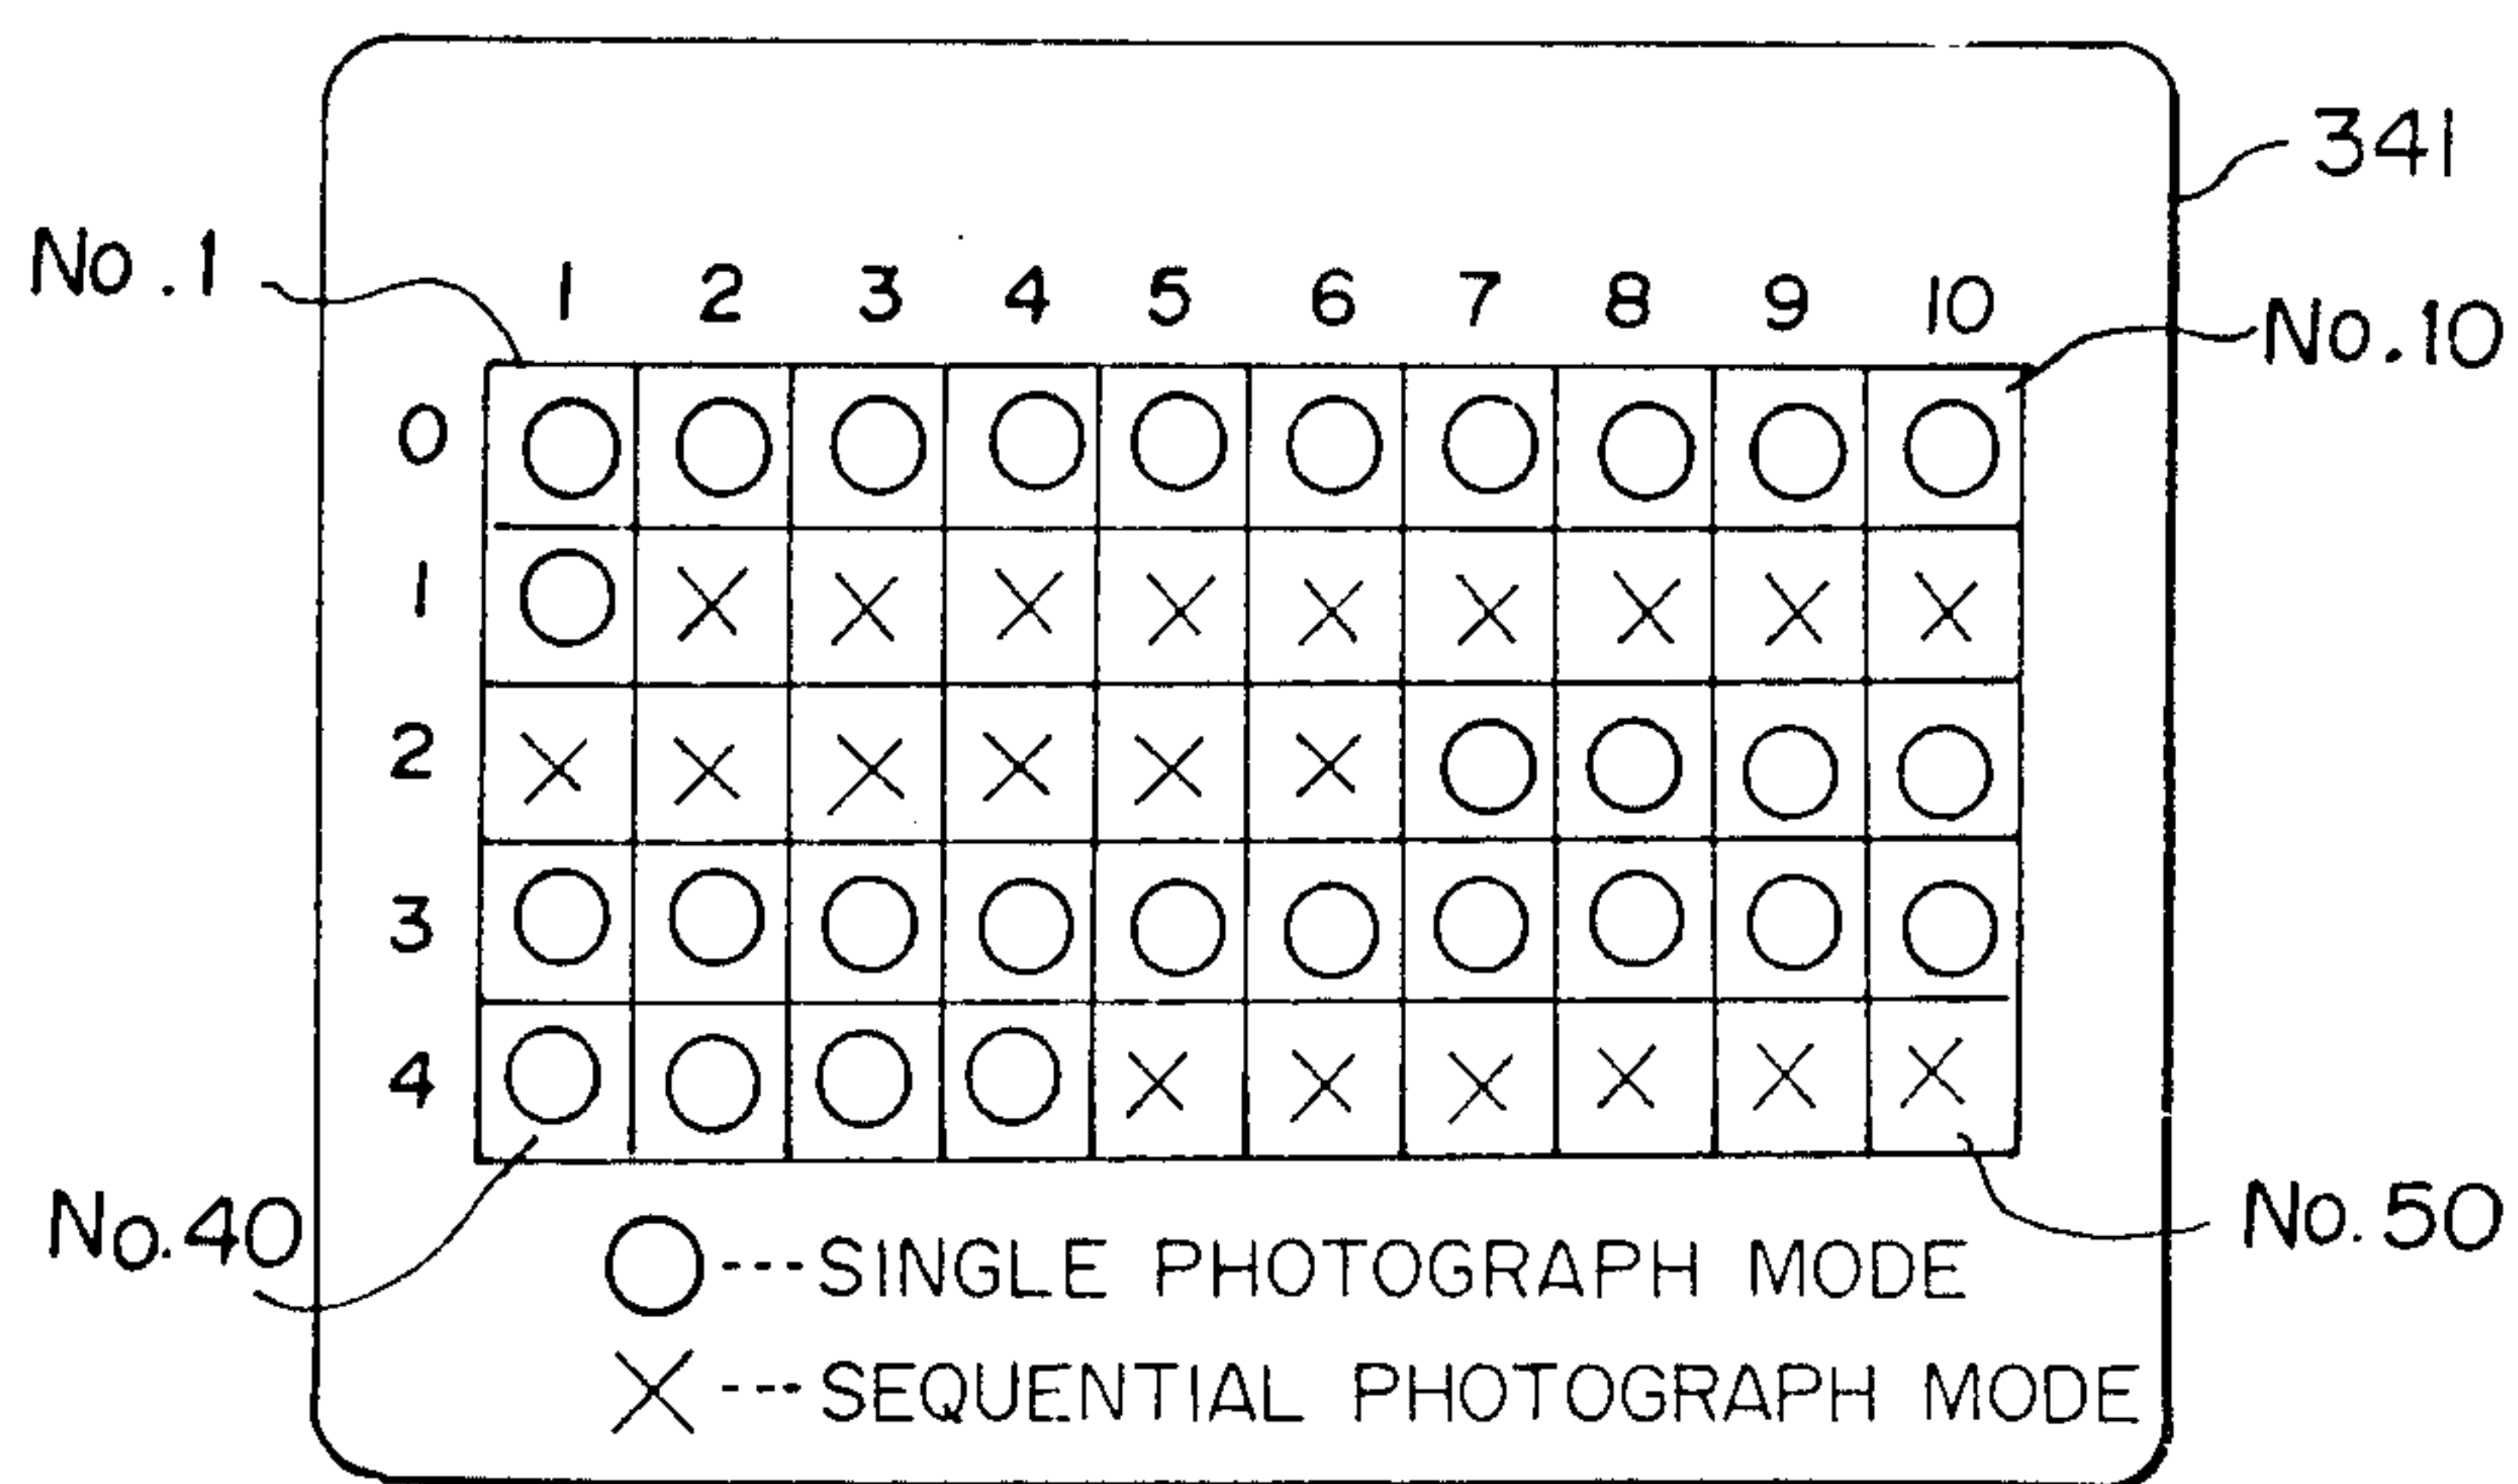 341
No.1
1 2 3 4 5 6 7 8 9 10
No.10
0
1
2
3
4
No.40
No.50
---SINGLE PHOTOGRAPH MODE
---SEQUENTIAL PHOTOGRAPH MODE